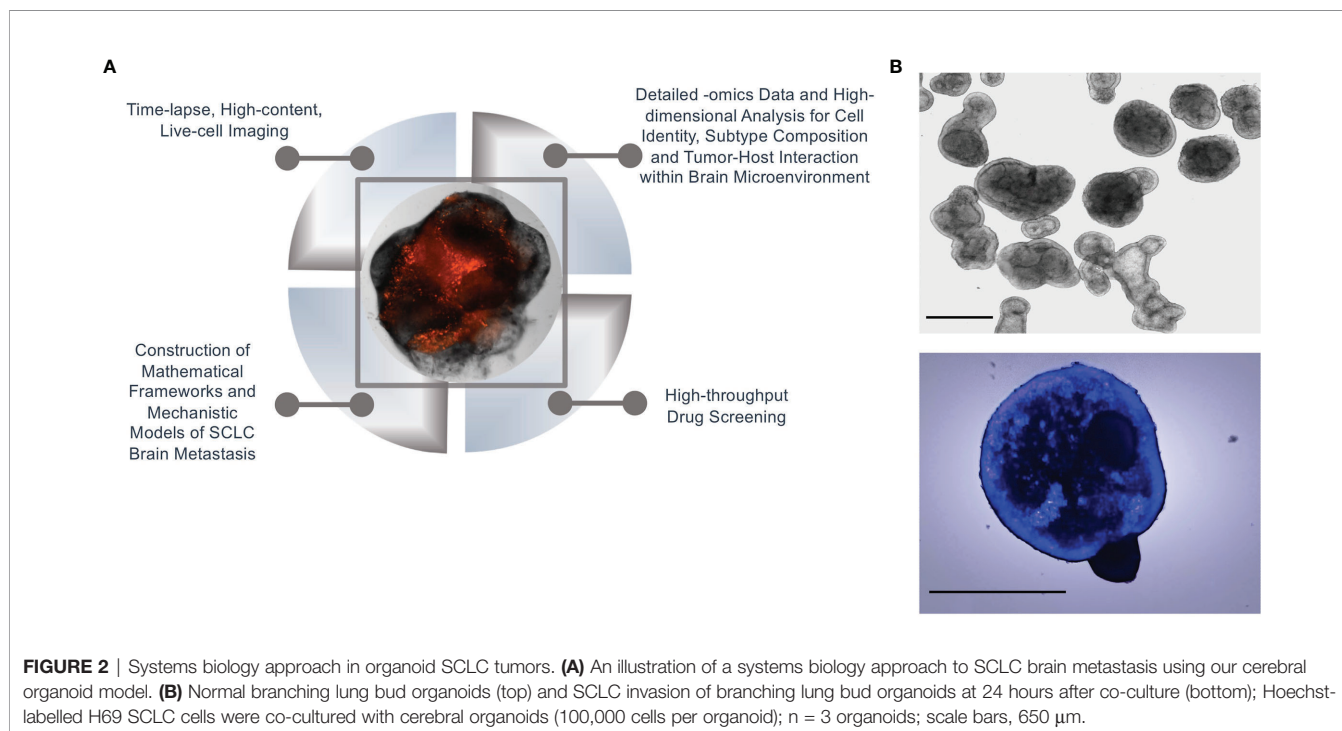 A
Time-lapse, High-content,
Live-cell Imaging
Detailed -omics Data and High-
dimensional Analysis for Cell
Identity, Subtype Composition
and Tumor-Host Interaction
within Brain Microenvironment
Construction of
Mathematical
Frameworks and
Mechanistic
Models of SCLC
Brain Metastasis
High-throughput
Drug Screening
B
FIGURE 2 | Systems biology approach in organoid SCLC tumors. (A) An illustration of a systems biology approach to SCLC brain metastasis using our cerebral
organoid model. (B) Normal branching lung bud organoids (top) and SCLC invasion of branching lung bud organoids at 24 hours after co-culture (bottom); Hoechst-
labelled H69 SCLC cells were co-cultured with cerebral organoids (100,000 cells per organoid); n = 3 organoids; scale bars, 650 μm.